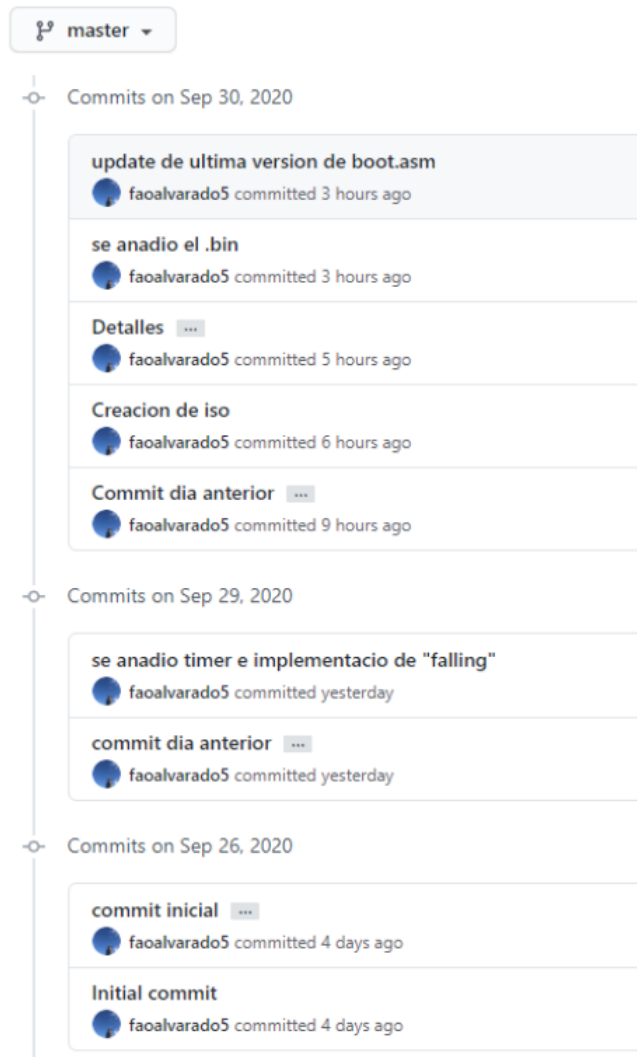 master
Commits on Sep 30, 2020
update de ultima version de boot.asm
faoalvarado5 committed 3 hours ago
se anadio el .bin
faoalvarado5 committed 3 hours ago
Detalles ...
faoalvarado5 committed 5 hours ago
Creacion de iso
faoalvarado5 committed 6 hours ago
Commit dia anterior ...
faoalvarado5 committed 9 hours ago
Commits on Sep 29, 2020
se anadio timer e implementacio de "falling"
faoalvarado5 committed yesterday
commit dia anterior ...
faoalvarado5 committed yesterday
Commits on Sep 26, 2020
commit inicial ...
faoalvarado5 committed 4 days ago
Initial commit
faoalvarado5 committed 4 days ago